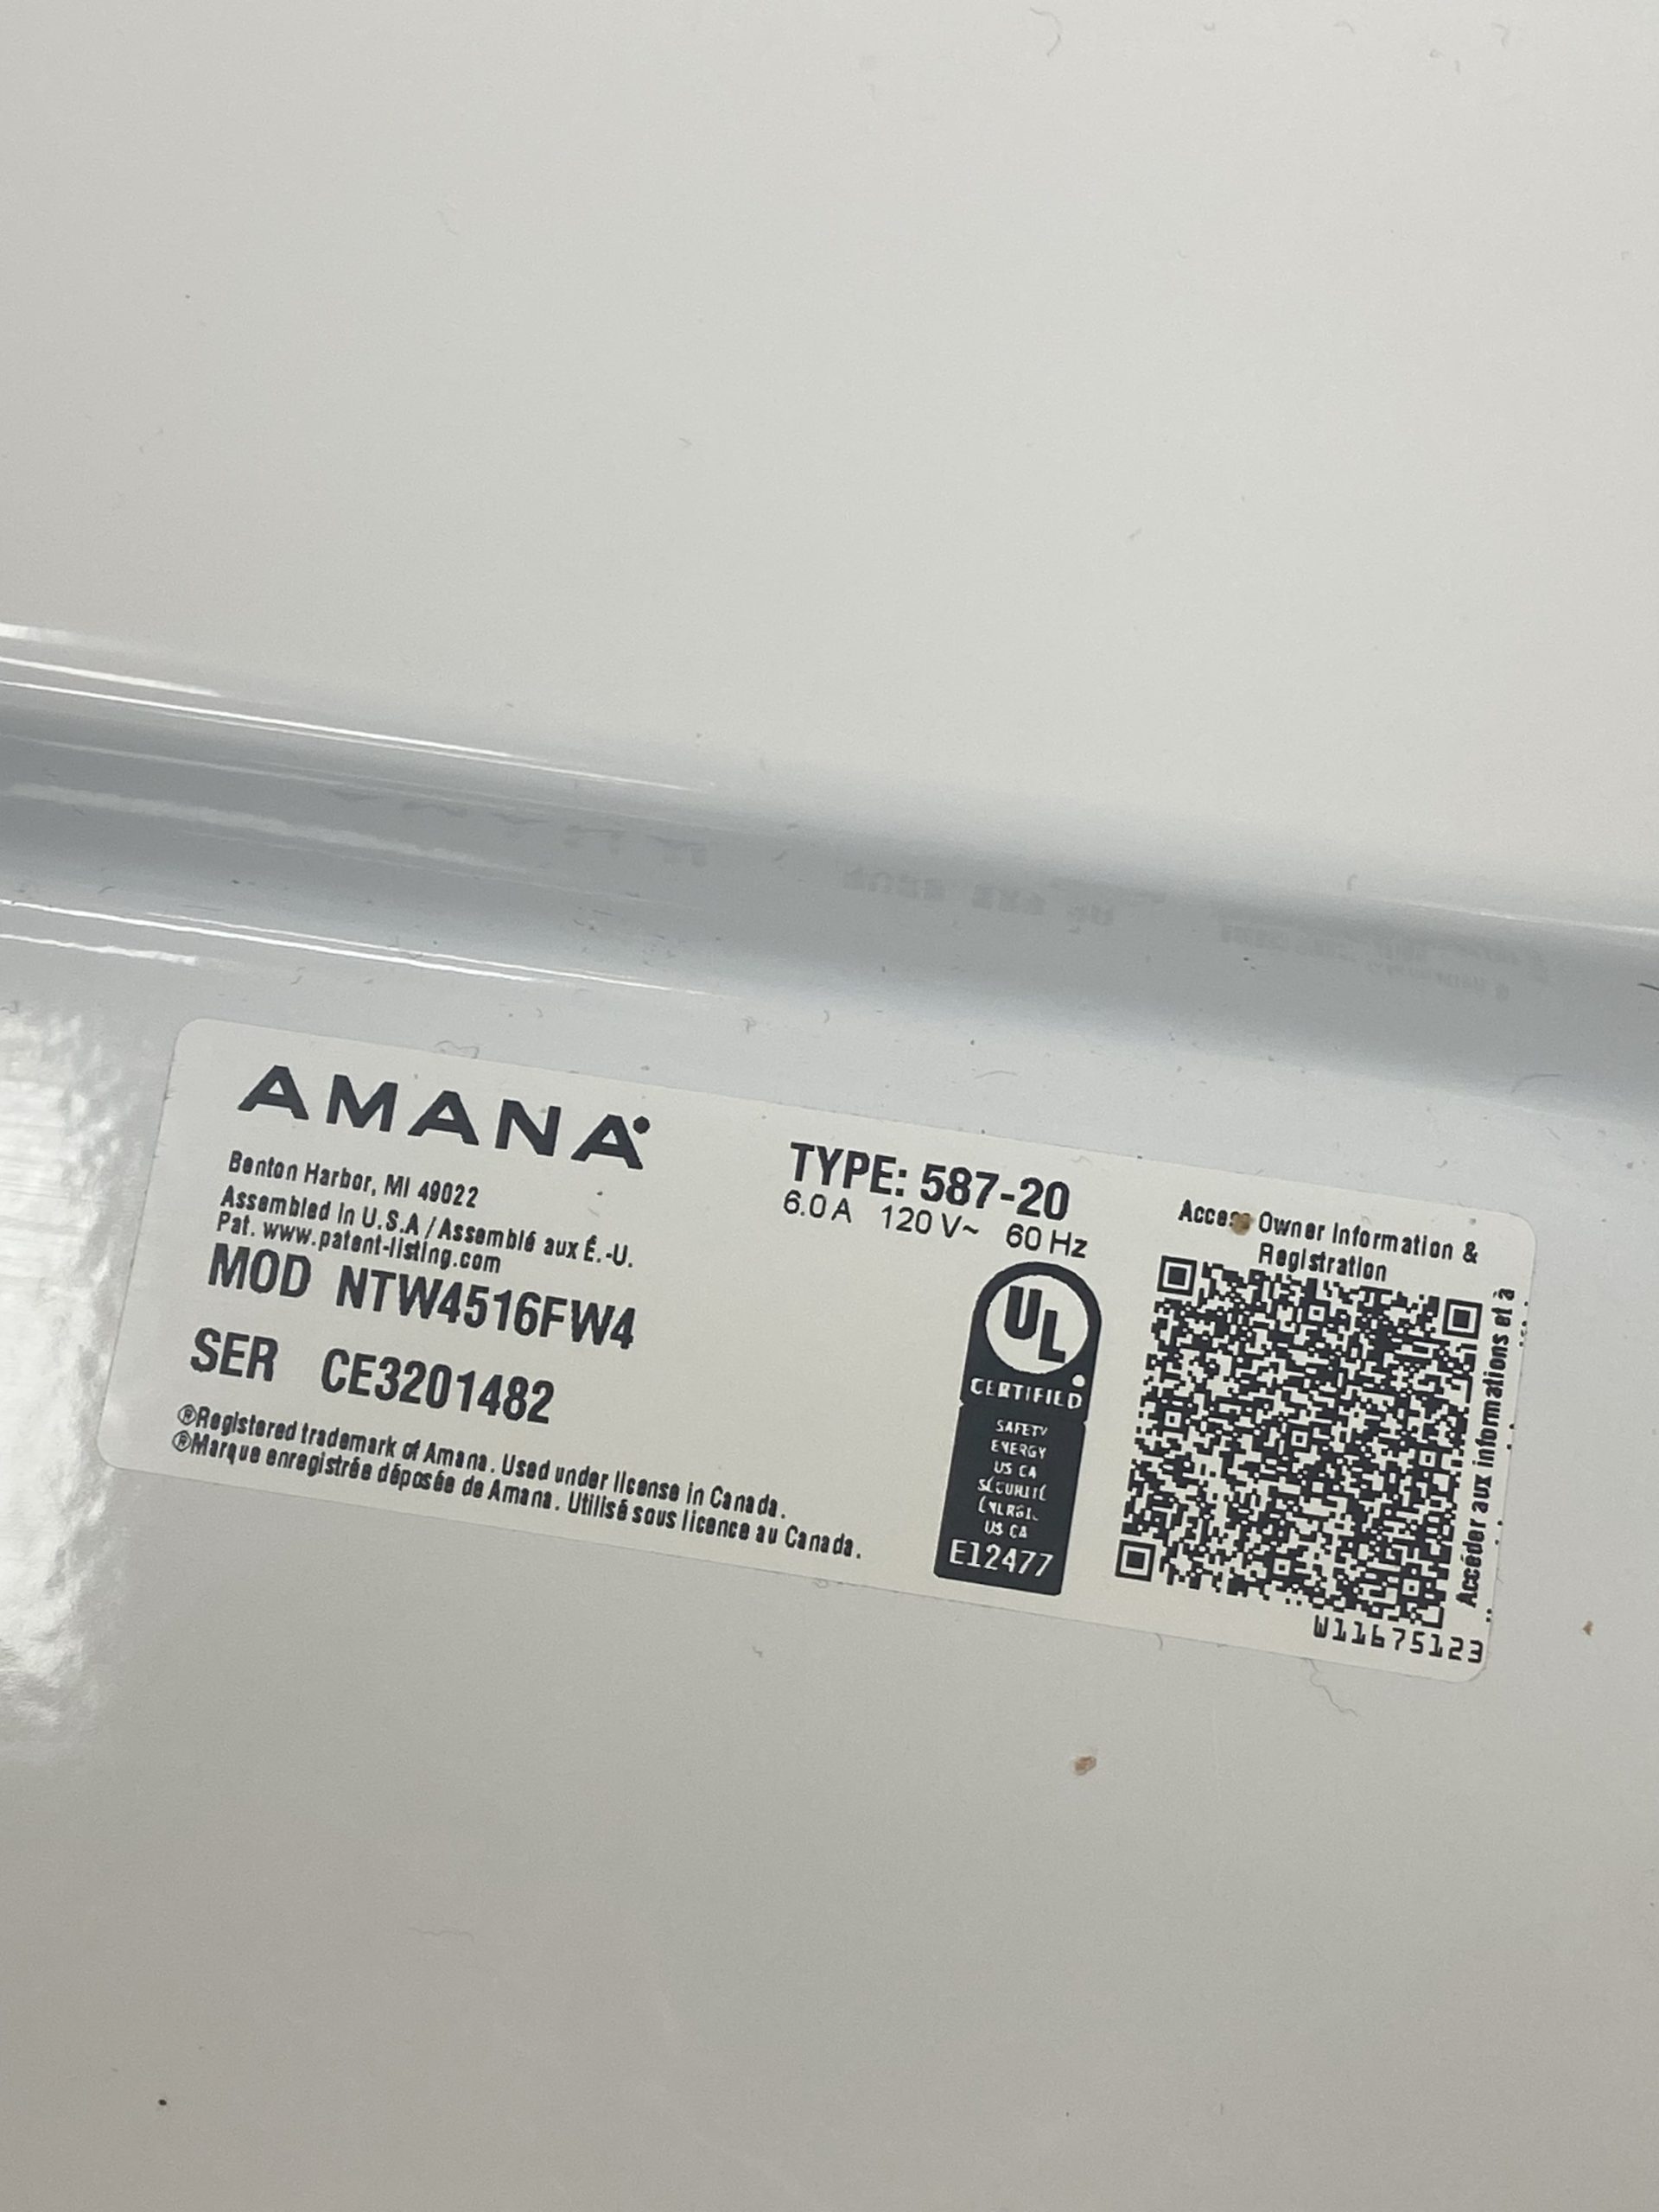 AMANA
Benton Harbor, MI 49022
Assembled in U.S.A / Assemblé aux É.-U.
Pat. www.patent-listing.com
MOD NTW4516FW4
SER CE3201482
®Registered trademark of Amana. Used under license in Canada.
®Marque enregistrée déposée de Amana. Utilisé sous licence au Canada.
TYPE: 587-20
6.0 A 120 V~ 60 Hz
UL
CERTIFIED
SAFETY
ENERGY
US CA
SÉCURITÉ
ÉNERGIE
US CA
E12477
Access Owner Information &
Registration
Accéder aux informations et à
W11675123